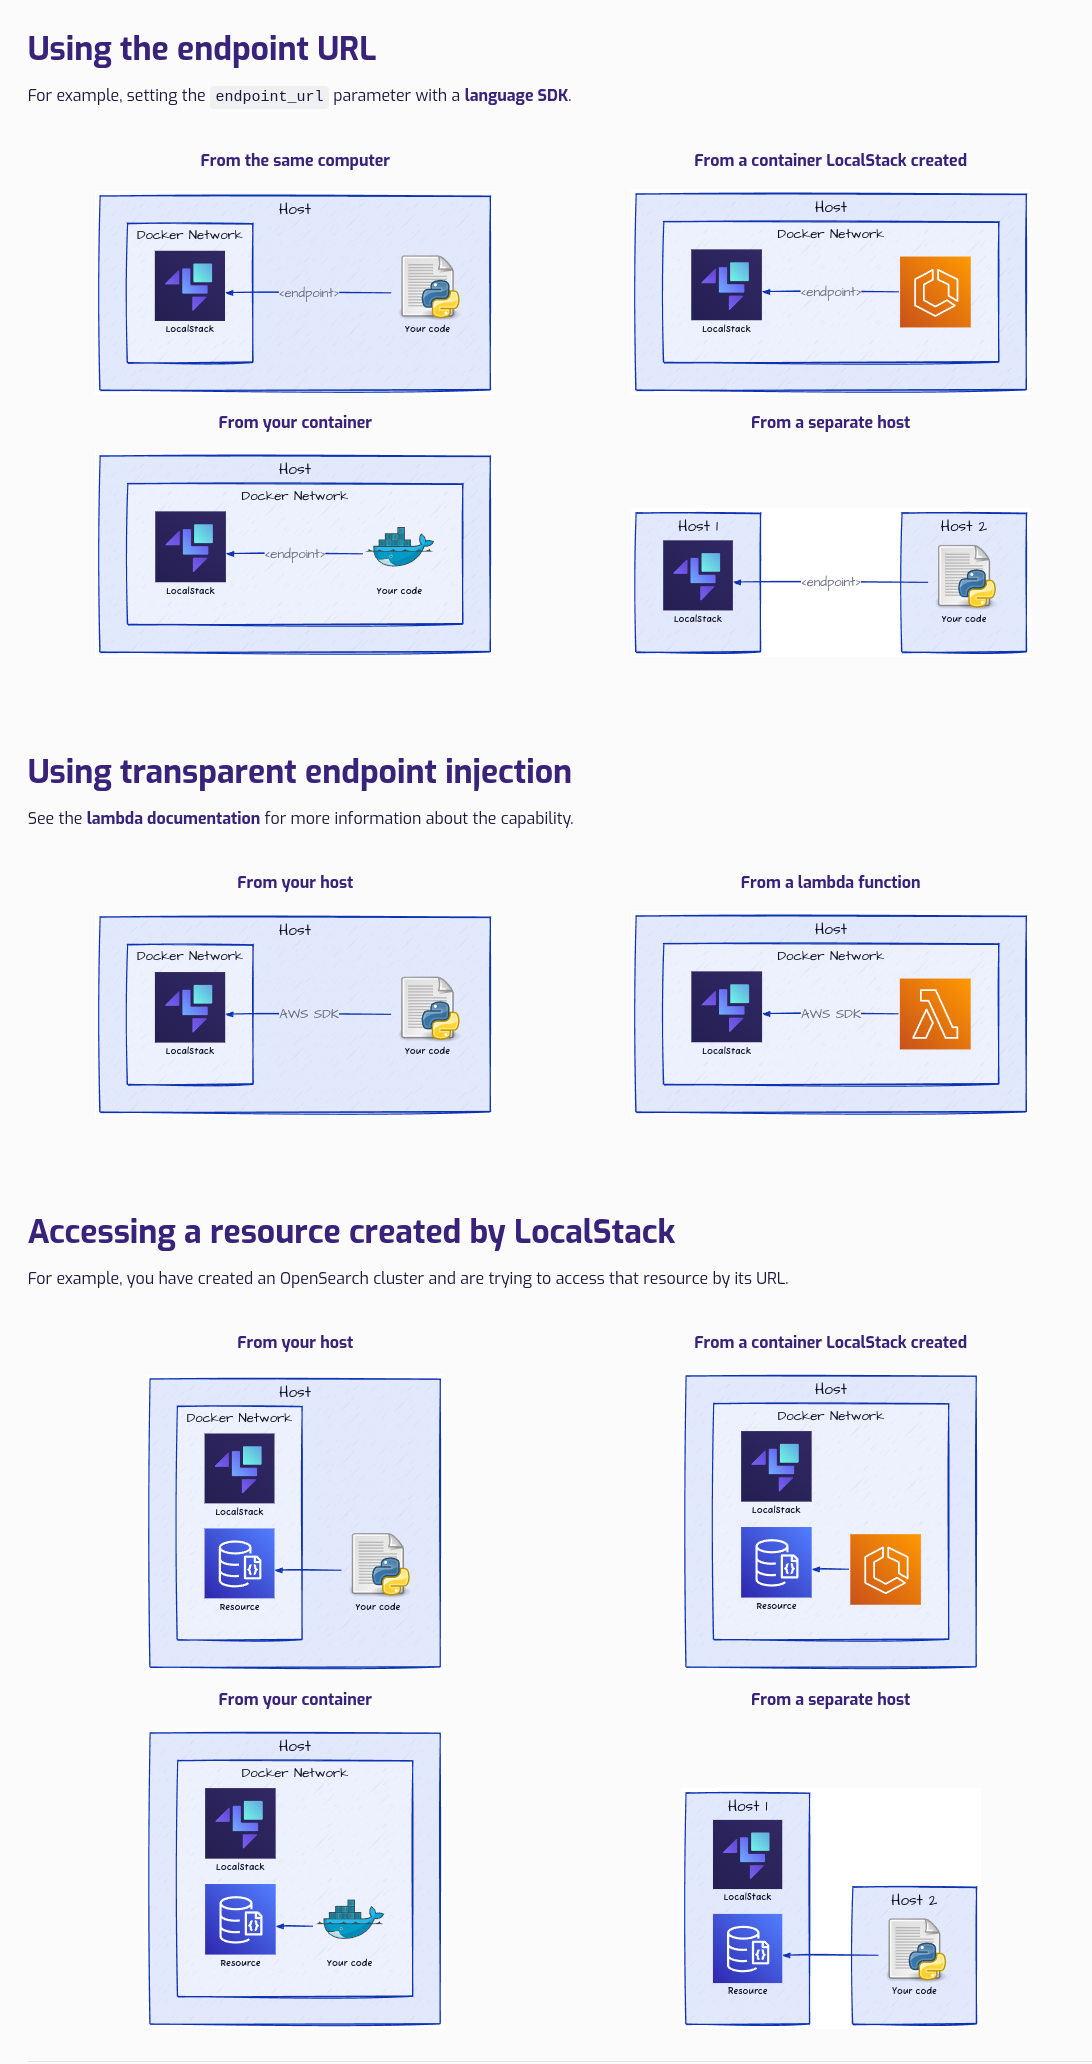 Using the endpoint URL
For example, setting the endpoint_url parameter with a language SDK.
From the same computer
Host
Docker Network
<endpoint>
LocalStack
Your code
From a container LocalStack created
Host
Docker Network
<endpoint>
LocalStack
From your container
Host
Docker Network
<endpoint>
LocalStack
Your code
From a separate host
Host 1
Host 2
<endpoint>
LocalStack
Your code
Using transparent endpoint injection
See the lambda documentation for more information about the capability.
From your host
Host
Docker Network
AWS SDK
LocalStack
Your code
From a lambda function
Host
Docker Network
AWS SDK
LocalStack
Accessing a resource created by LocalStack
For example, you have created an OpenSearch cluster and are trying to access that resource by its URL.
From your host
Host
Docker Network
LocalStack
Resource
Your code
From a container LocalStack created
Host
Docker Network
LocalStack
Resource
From your container
Host
Docker Network
LocalStack
Resource
Your code
From a separate host
Host 1
LocalStack
Host 2
Resource
Your code